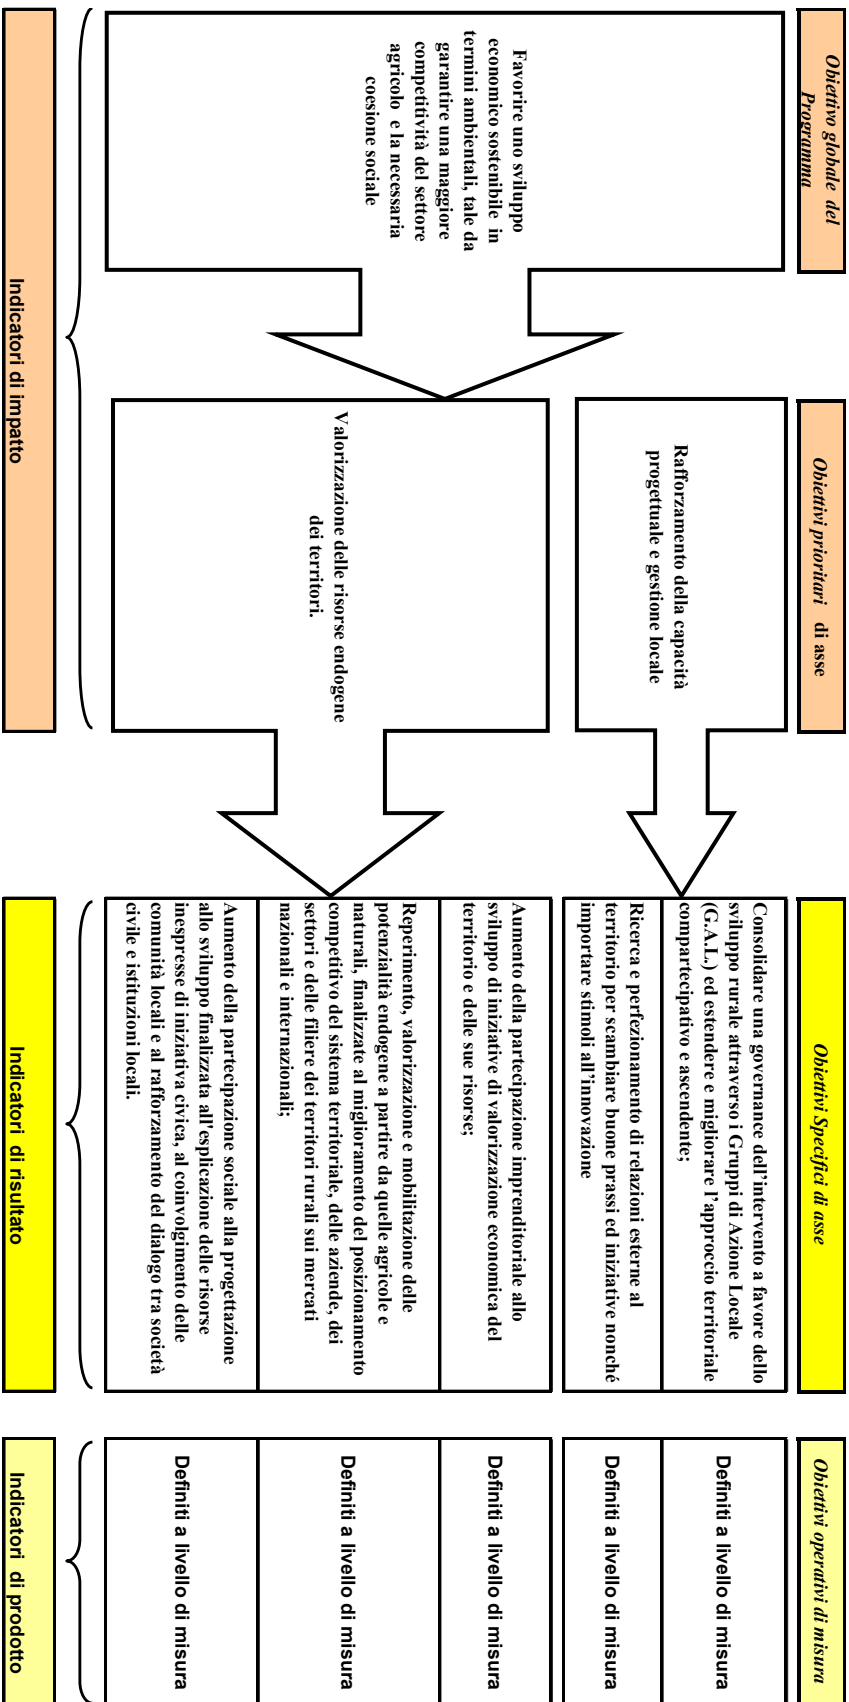 Obiettivo globale del
Programma
Favorire uno sviluppo
economico sostenibile in
termini ambientali, tale da
garantire una maggiore
competitività del settore
agricolo e la necessaria
coesione sociale
Indicatori di impatto
Obiettivi prioritari di asse
Rafforzamento della capacità
progettuale e gestione locale
Valorizzazione delle risorse endogene
dei territori.
Obiettivi Specifici di asse
Consolidare una governance dell'intervento a favore dello
sviluppo rurale attraverso i Gruppi di Azione Locale
(G.A.L.) ed estendere e migliorare l'approccio territoriale
compartecipativo e ascendente;
Ricerca e perfezionamento di relazioni esterne al
territorio per scambiare buone prassi ed iniziative nonché
importare stimoli all'innovazione
Aumento della partecipazione imprenditoriale allo
sviluppo di iniziative di valorizzazione economica del
territorio e delle sue risorse;
Reperimento, valorizzazione e mobilitazione delle
potenzialità endogene a partire da quelle agricole e
naturali, finalizzate al miglioramento del posizionamento
competitivo del sistema territoriale, delle aziende, dei
settori e delle filiere dei territori rurali sui mercati
nazionali e internazionali;
Aumento della partecipazione sociale alla progettazione
allo sviluppo finalizzata all'esplicazione delle risorse
inespresse di iniziativa civica, al coinvolgimento delle
comunità locali e al rafforzamento del dialogo tra società
civile e istituzioni locali.
Indicatori di risultato
Obiettivi operativi di misura
Definiti a livello di misura
Definiti a livello di misura
Definiti a livello di misura
Definiti a livello di misura
Definiti a livello di misura
Indicatori di prodotto